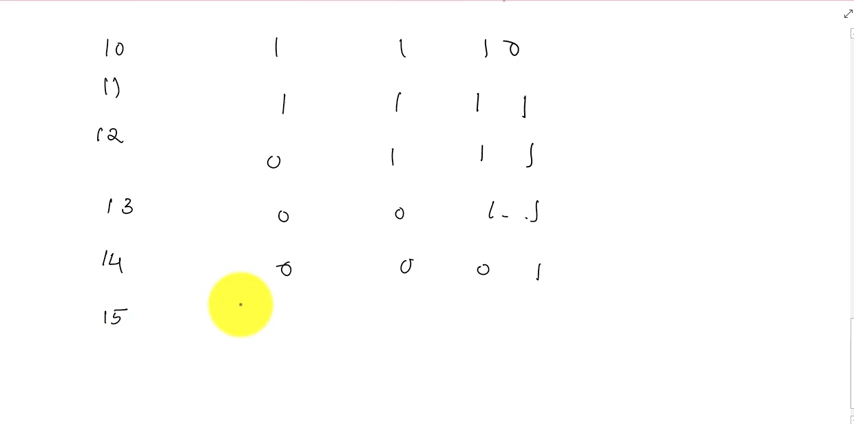 10 1 1 1 0
11 1 1 1 1
12 0 1 1 1
13 0 0 1 1
14 0 0 0 1
15